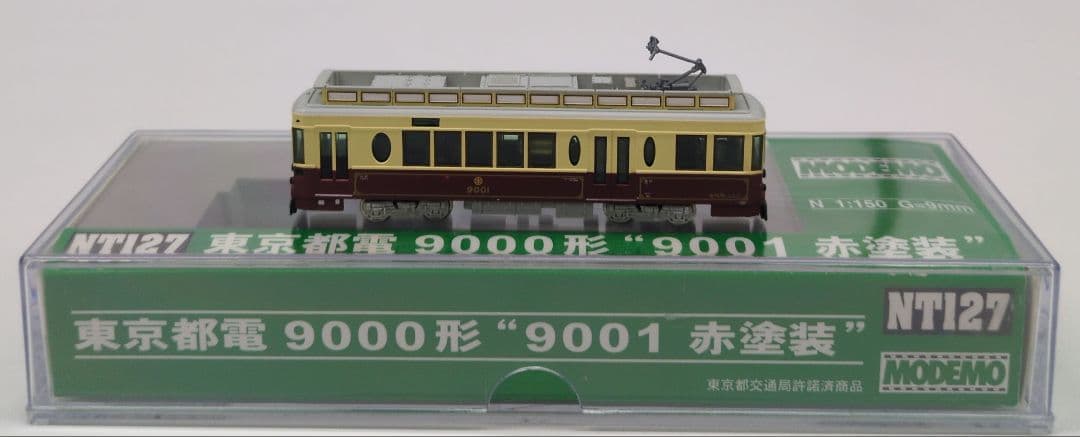 9001
MODEMO
N 1:150 G=9mm
NT127 東京都電 9000形 “9001 赤塗装”
NT127
東京都電 9000形 “9001 赤塗装”
MODEMO
東京都交通局許諾済商品